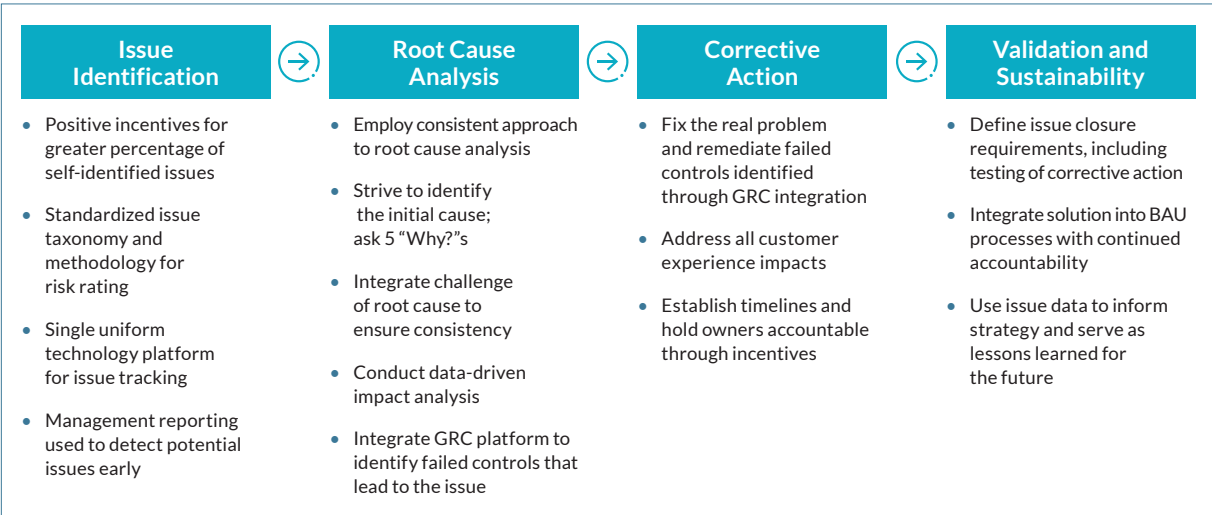 Issue
Identification
Root Cause
Analysis
Corrective
Action
Validation and
Sustainability
• Positive incentives for
greater percentage of
self-identified issues
• Standardized issue
taxonomy and
methodology for
risk rating
• Single uniform
technology platform
for issue tracking
• Management reporting
used to detect potential
issues early
• Employ consistent approach
to root cause analysis
• Strive to identify
the initial cause;
ask 5 “Why?”s
• Integrate challenge
of root cause to
ensure consistency
• Conduct data-driven
impact analysis
• Integrate GRC platform to
identify failed controls that
lead to the issue
• Fix the real problem
and remediate failed
controls identified
through GRC integration
• Address all customer
experience impacts
• Establish timelines and
hold owners accountable
through incentives
• Define issue closure
requirements, including
testing of corrective action
• Integrate solution into BAU
processes with continued
accountability
• Use issue data to inform
strategy and serve as
lessons learned for
the future